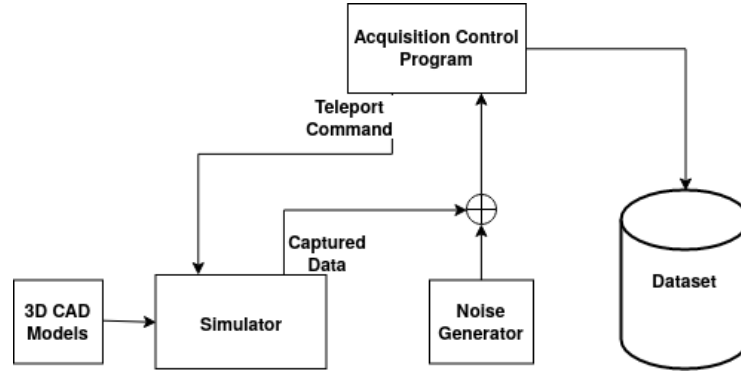 Acquisition Control
Program
Teleport
Command
Captured
Data
3D CAD
Models
Simulator
Noise
Generator
Dataset